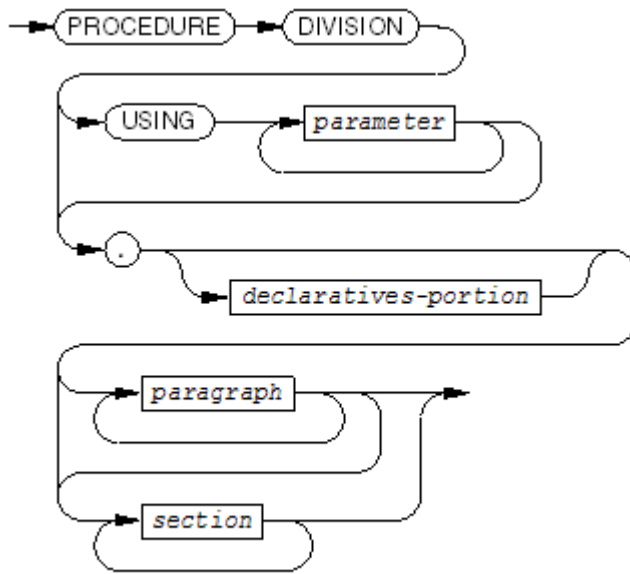 PROCEDURE DIVISION
USING parameter
.
declaratives-portion
paragraph
section